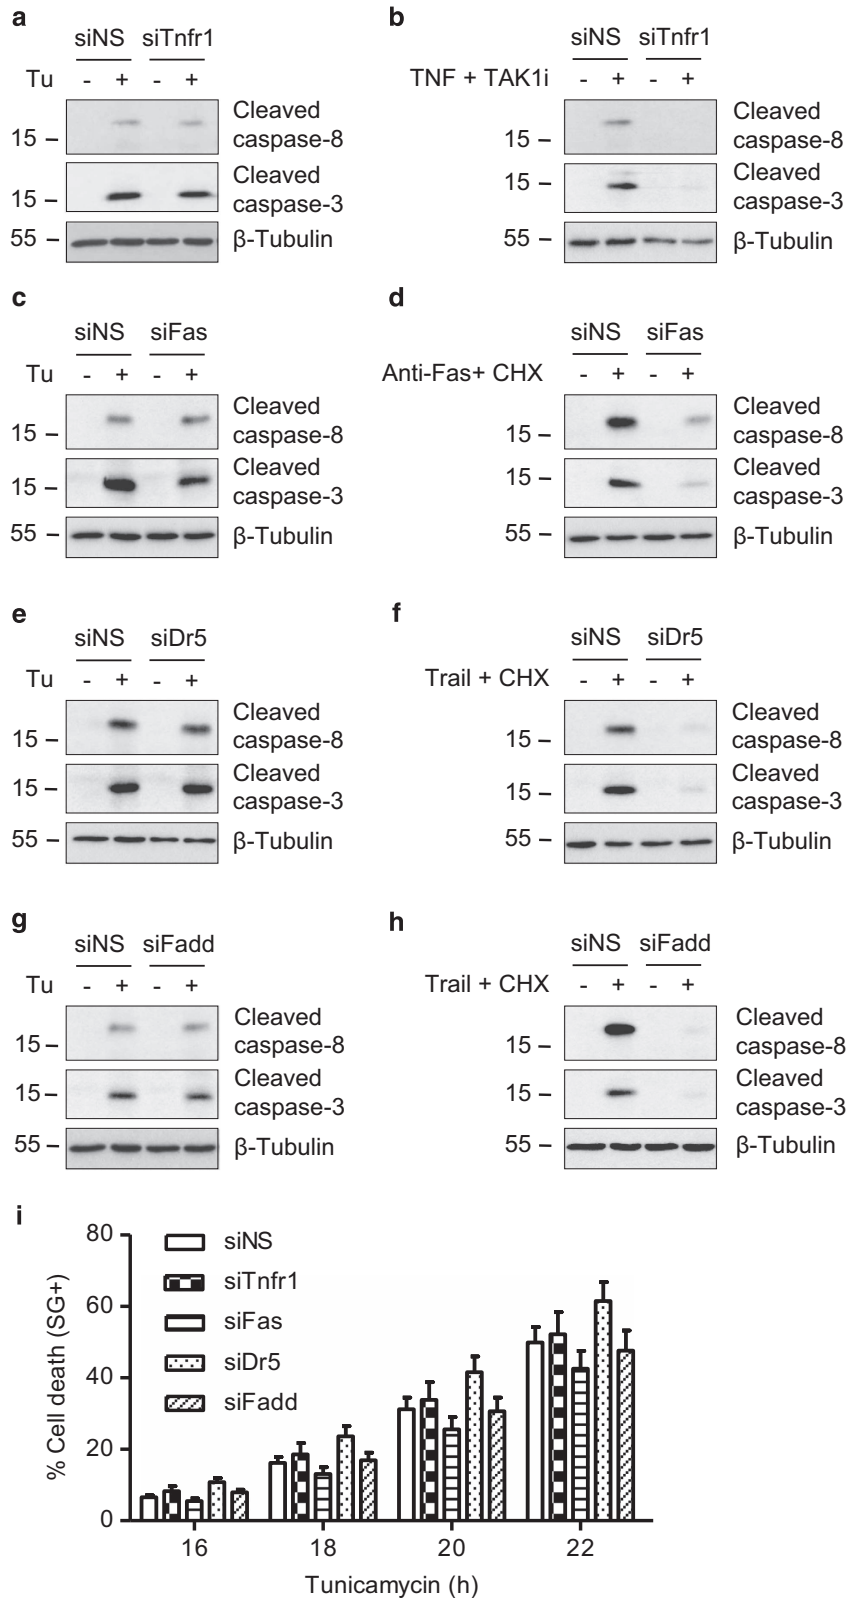 a
siNS siTnfr1
Tu - + - +
15 –
Cleaved
caspase-8
15 –
Cleaved
caspase-3
55 –
β-Tubulin
b
siNS siTnfr1
TNF + TAK1i - + - +
15 –
Cleaved
caspase-8
15 –
Cleaved
caspase-3
55 –
β-Tubulin
c
siNS siFas
Tu - + - +
15 –
Cleaved
caspase-8
15 –
Cleaved
caspase-3
55 –
β-Tubulin
d
siNS siFas
Anti-Fas+ CHX - + - +
15 –
Cleaved
caspase-8
15 –
Cleaved
caspase-3
55 –
β-Tubulin
e
siNS siDr5
Tu - + - +
15 –
Cleaved
caspase-8
15 –
Cleaved
caspase-3
55 –
β-Tubulin
f
siNS siDr5
Trail + CHX - + - +
15 –
Cleaved
caspase-8
15 –
Cleaved
caspase-3
55 –
β-Tubulin
g
siNS siFadd
Tu - + - +
15 –
Cleaved
caspase-8
15 –
Cleaved
caspase-3
55 –
β-Tubulin
h
siNS siFadd
Trail + CHX - + - +
15 –
Cleaved
caspase-8
15 –
Cleaved
caspase-3
55 –
β-Tubulin
i
% Cell death (SG+)
80
60
40
20
0
siNS
siTnfr1
siFas
siDr5
siFadd
16 18 20 22
Tunicamycin (h)